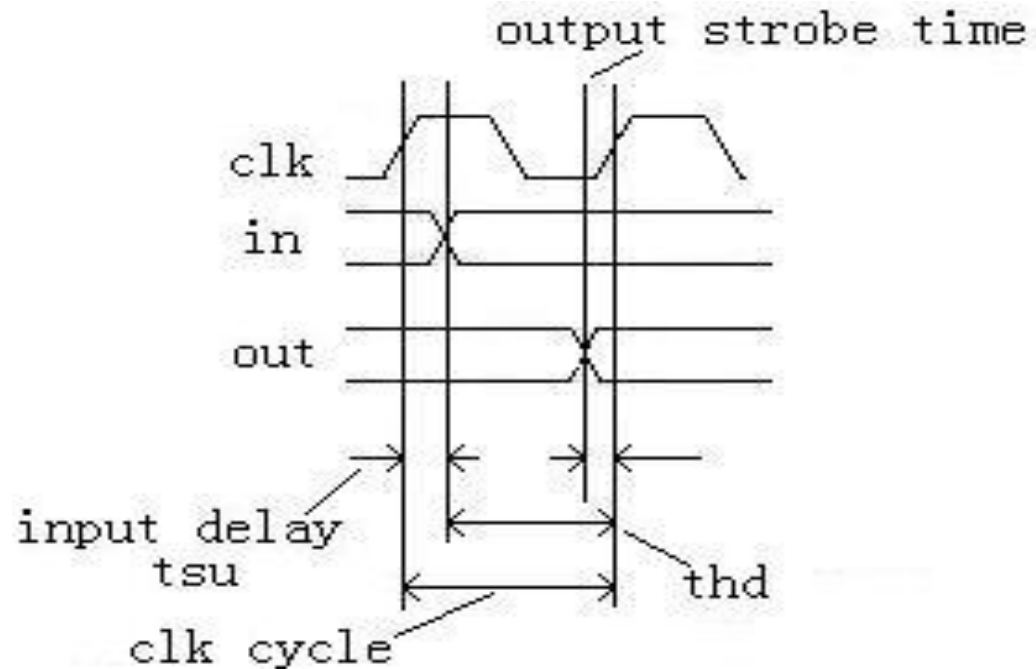 output strobe time
clk
in
out
input delay
tsu
thd
clk cycle